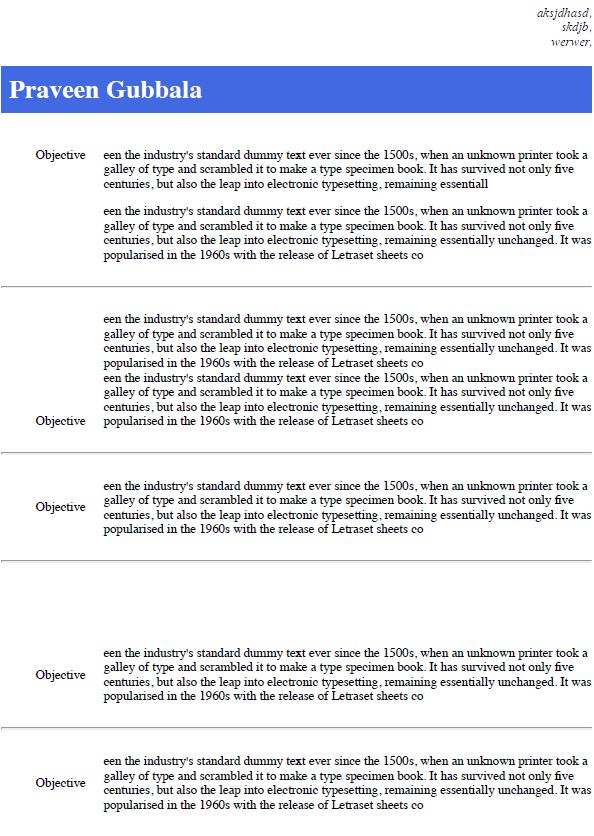 aksjdhasd,
skdjb,
werwer,
Praveen Gubbala
Objective een the industry's standard dummy text ever since the 1500s, when an unknown printer took a
galley of type and scrambled it to make a type specimen book. It has survived not only five
centuries, but also the leap into electronic typesetting, remaining essentiall
een the industry's standard dummy text ever since the 1500s, when an unknown printer took a
galley of type and scrambled it to make a type specimen book. It has survived not only five
centuries, but also the leap into electronic typesetting, remaining essentially unchanged. It was
popularised in the 1960s with the release of Letraset sheets co
een the industry's standard dummy text ever since the 1500s, when an unknown printer took a
galley of type and scrambled it to make a type specimen book. It has survived not only five
centuries, but also the leap into electronic typesetting, remaining essentially unchanged. It was
popularised in the 1960s with the release of Letraset sheets co
een the industry's standard dummy text ever since the 1500s, when an unknown printer took a
galley of type and scrambled it to make a type specimen book. It has survived not only five
centuries, but also the leap into electronic typesetting, remaining essentially unchanged. It was
Objective popularised in the 1960s with the release of Letraset sheets co
een the industry's standard dummy text ever since the 1500s, when an unknown printer took a
galley of type and scrambled it to make a type specimen book. It has survived not only five
Objective centuries, but also the leap into electronic typesetting, remaining essentially unchanged. It was
popularised in the 1960s with the release of Letraset sheets co
een the industry's standard dummy text ever since the 1500s, when an unknown printer took a
galley of type and scrambled it to make a type specimen book. It has survived not only five
Objective centuries, but also the leap into electronic typesetting, remaining essentially unchanged. It was
popularised in the 1960s with the release of Letraset sheets co
een the industry's standard dummy text ever since the 1500s, when an unknown printer took a
galley of type and scrambled it to make a type specimen book. It has survived not only five
Objective centuries, but also the leap into electronic typesetting, remaining essentially unchanged. It was
popularised in the 1960s with the release of Letraset sheets co